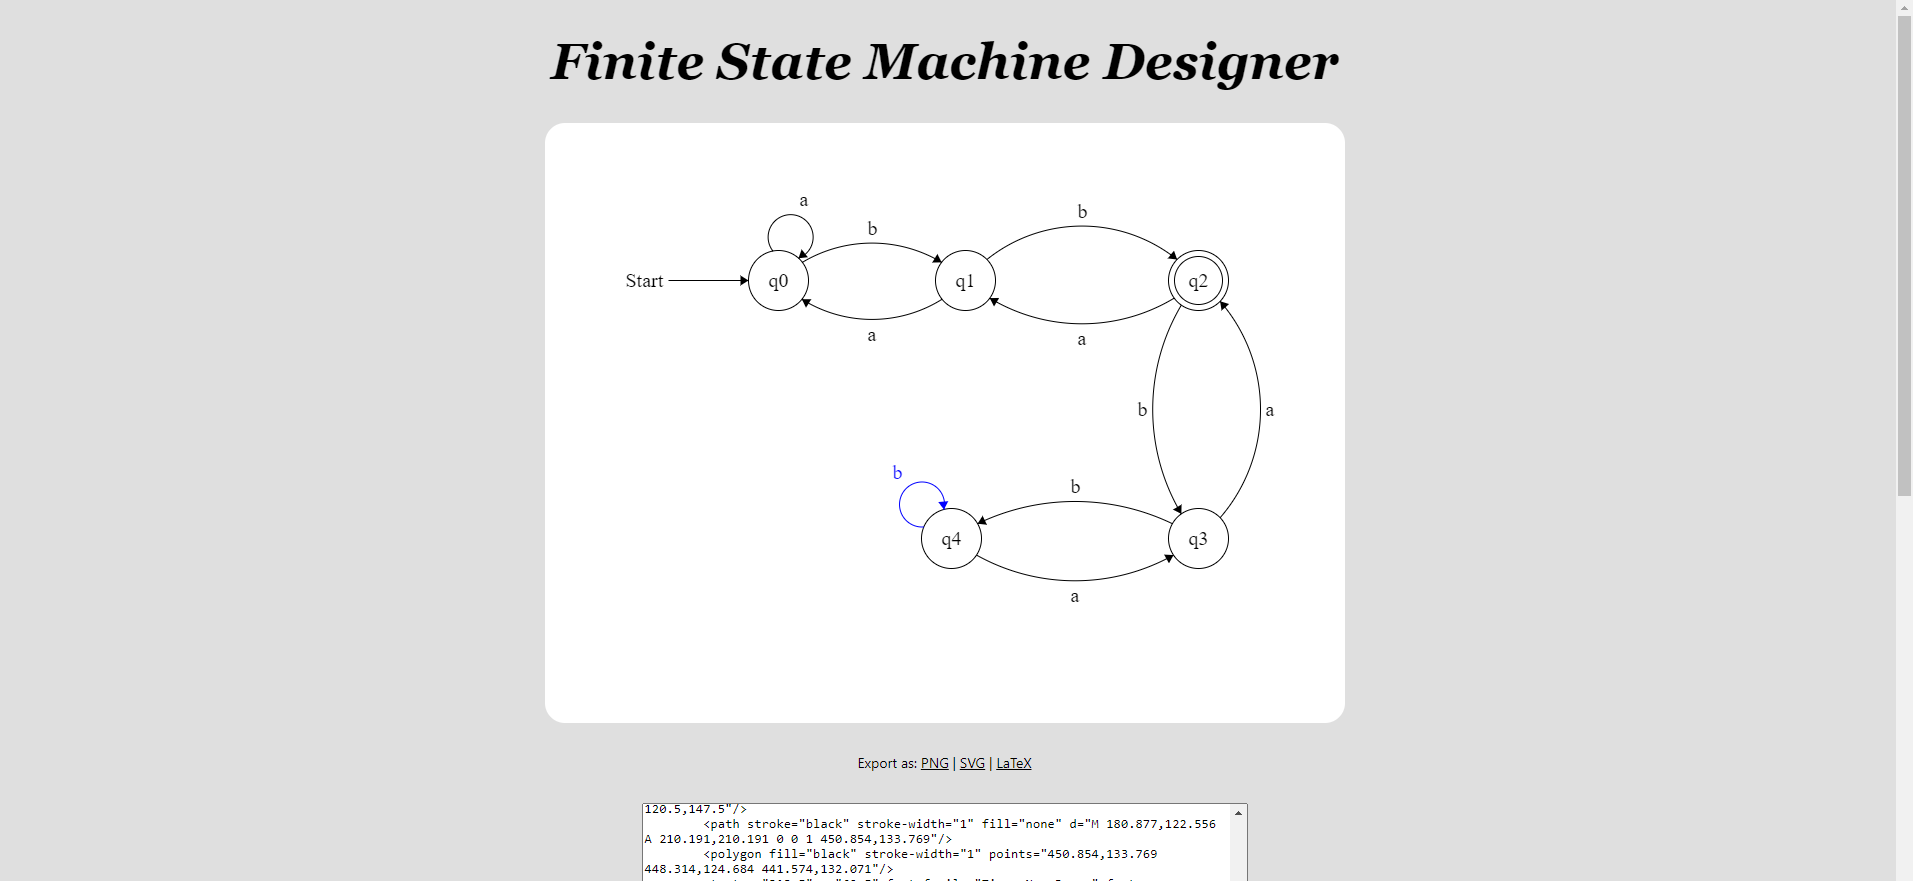 Finite State Machine Designer
a
b
b
Start
q0
q1
q2
a
a
b
a
b
b
q4
q3
a
Export as: PNG | SVG | LaTeX
120.5,147.5"/>
<path stroke="black" stroke-width="1" fill="none" d="M 180.877,122.556
A 210.191,210.191 0 0 1 450.854,133.769"/>
<polygon fill="black" stroke-width="1" points="450.854,133.769
448.314,124.684 441.574,132.071"/>